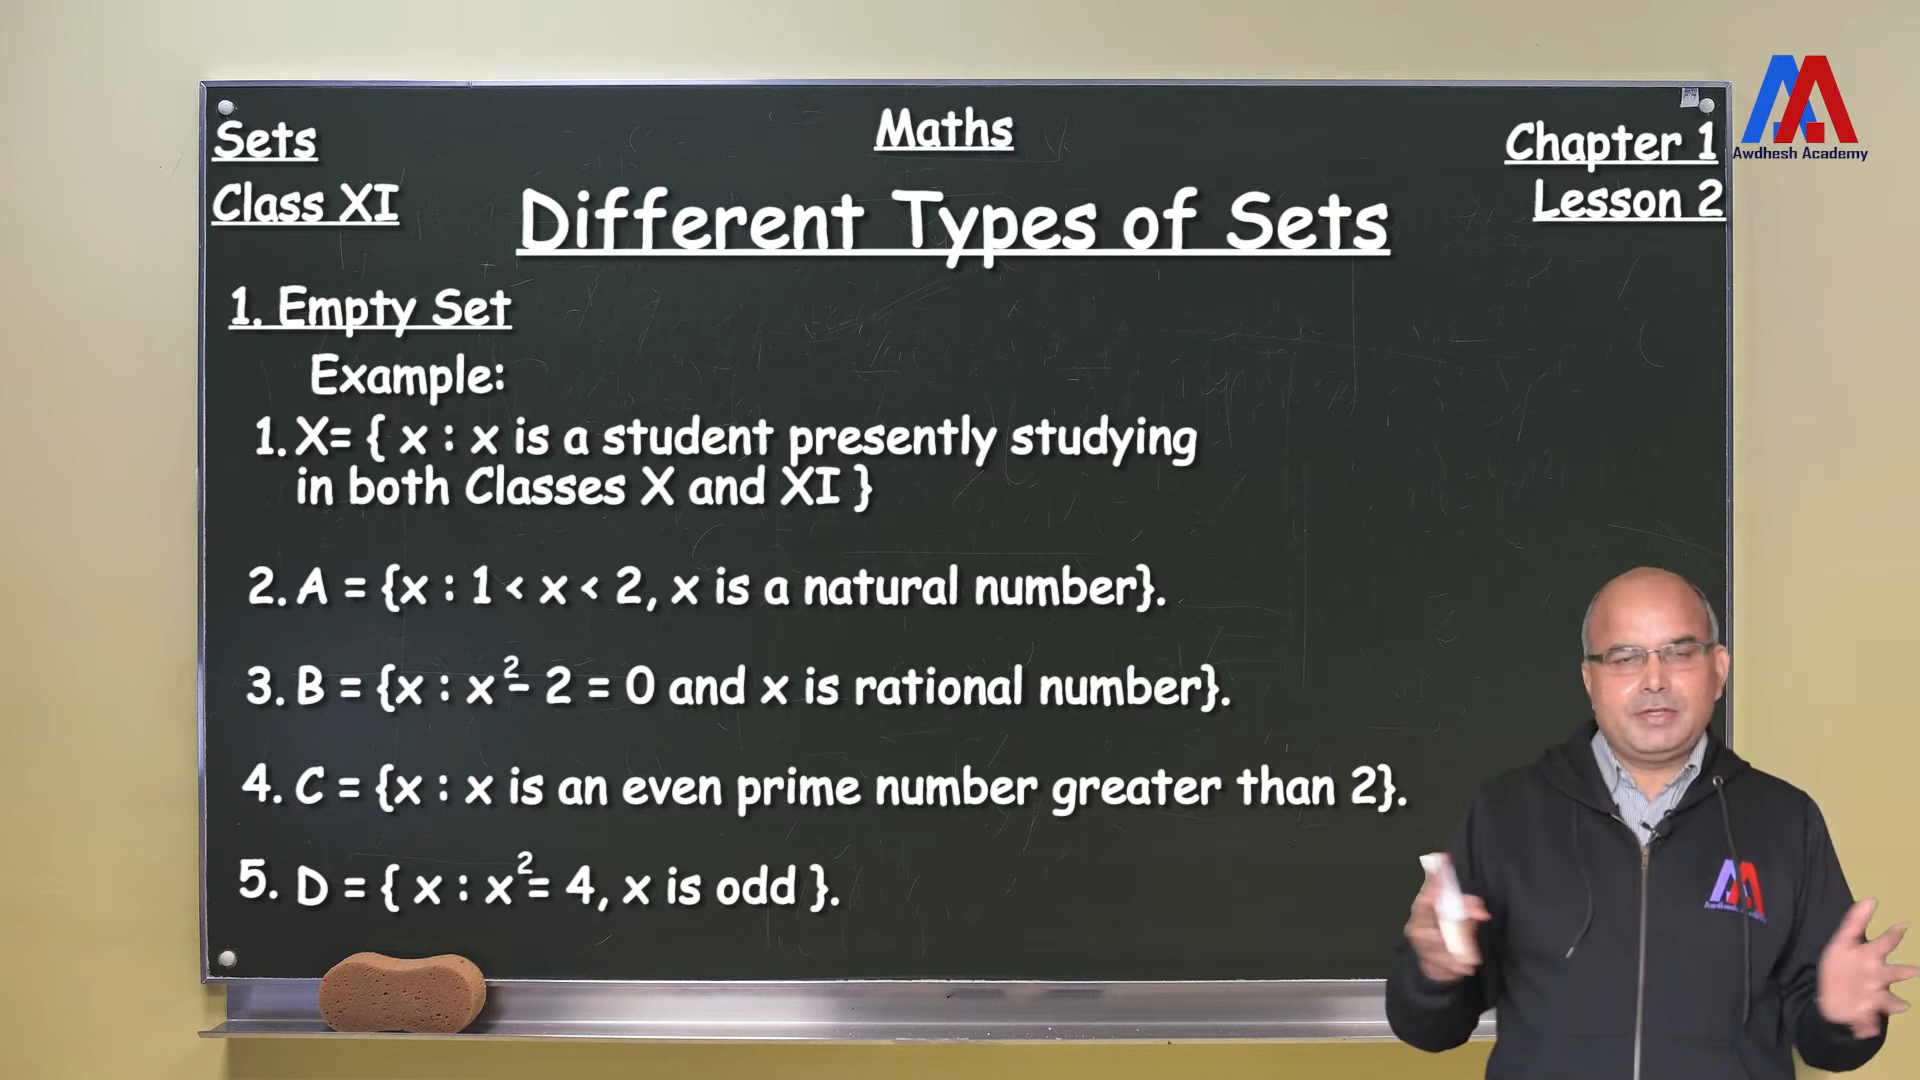 Sets
Maths
Chapter 1
Awdhesh Academy
Class XI
Lesson 2
Different Types of Sets
1. Empty Set
Example:
1. X= { x : x is a student presently studying
in both Classes X and XI }
2. A = {x : 1 < x < 2, x is a natural number}.
3. B = {x : x²- 2 = 0 and x is rational number}.
4. C = {x : x is an even prime number greater than 2}.
5. D = { x : x²= 4, x is odd }.